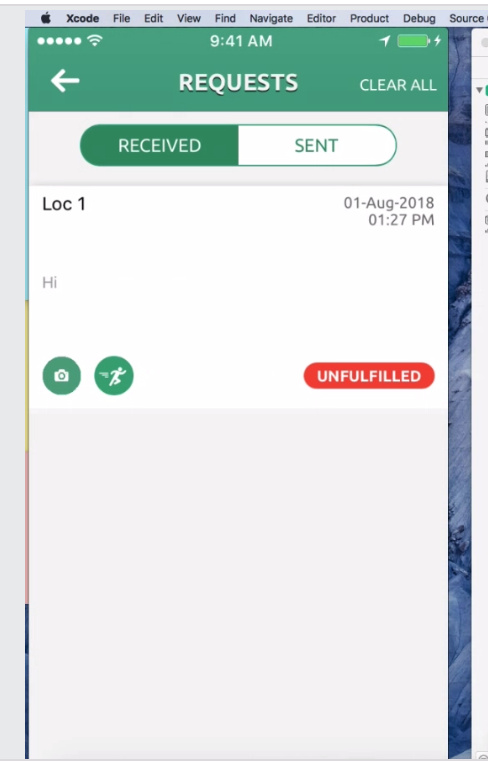 Xcode File Edit View Find Navigate Editor Product Debug Source
9:41 AM
REQUESTS CLEAR ALL
RECEIVED SENT
Loc 1 01-Aug-2018
01:27 PM
Hi
UNFULFILLED